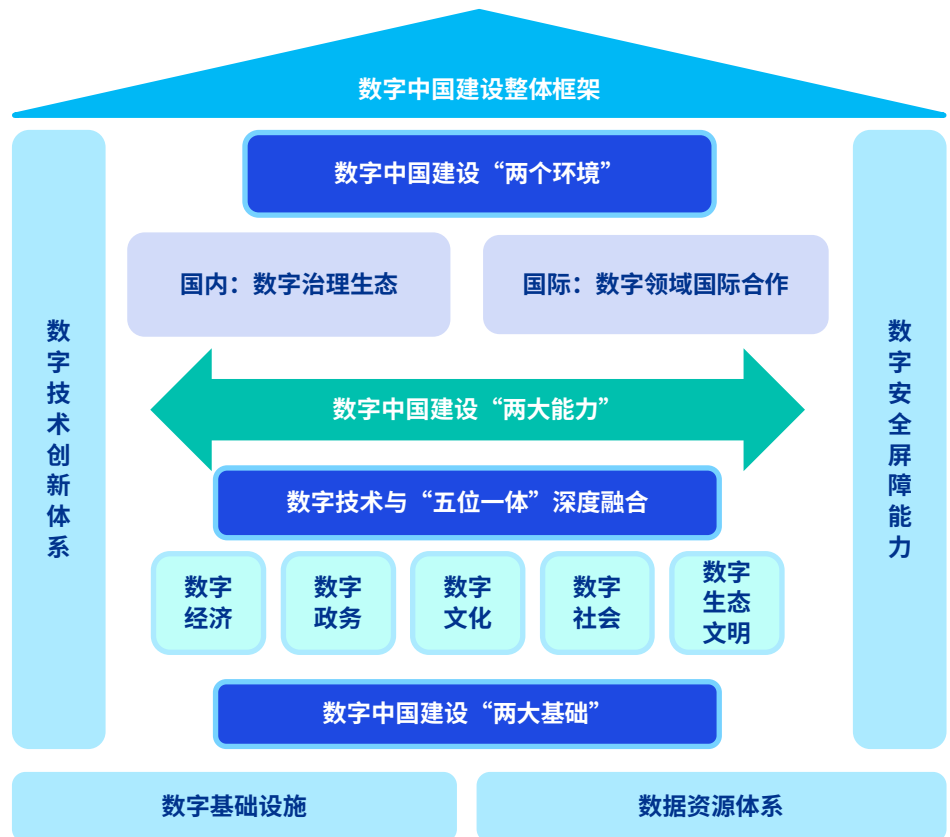 数字中国建设整体框架
数字中国建设“两个环境”
国内：数字治理生态
国际：数字领域国际合作
数字技术创新体系
数字安全屏障能力
数字中国建设“两大能力”
数字技术与“五位一体”深度融合
数字
经济
数字
政务
数字
文化
数字
社会
数字
生态
文明
数字中国建设“两大基础”
数字基础设施
数据资源体系